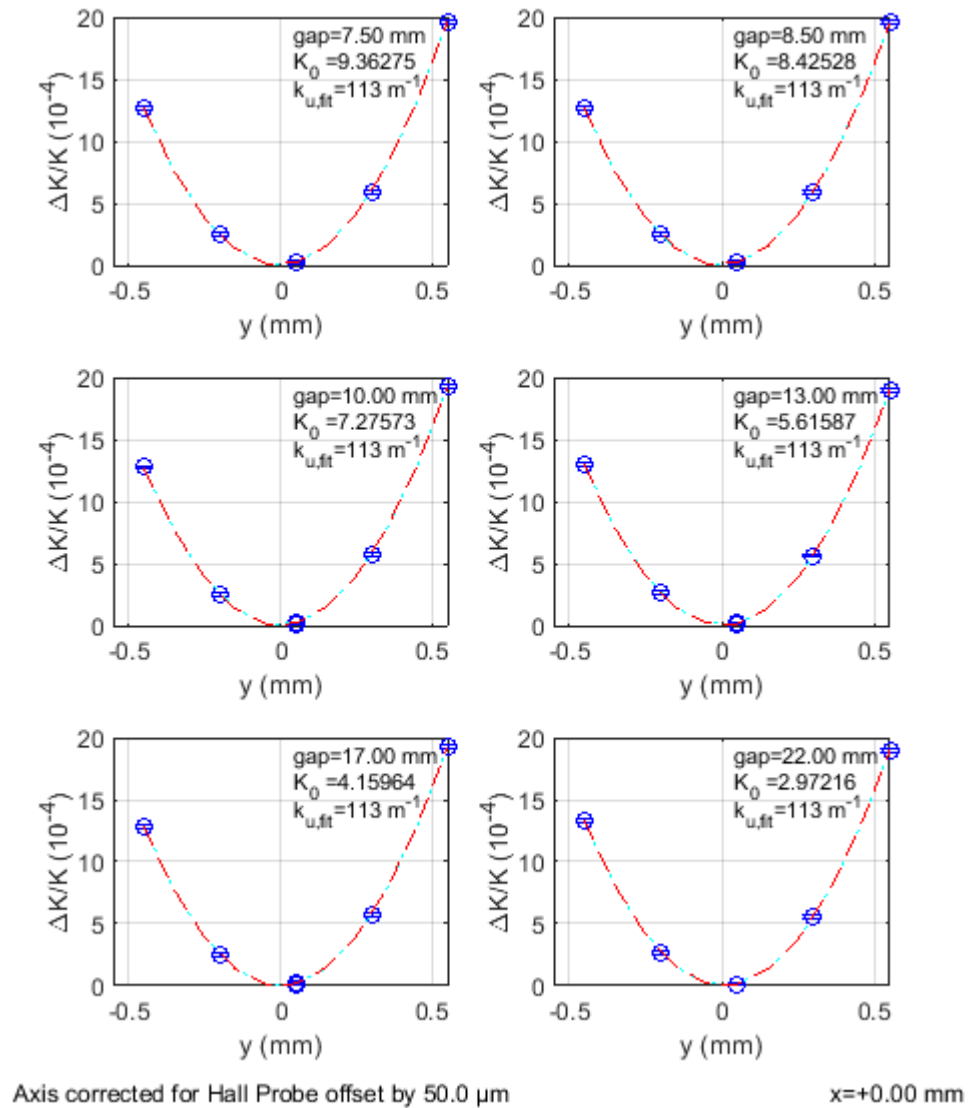 20
15
10
5
0
ΔK/K (10⁻⁴)
gap=7.50 mm
K₀ =9.36275
k_{u,fit}=113 m⁻¹
-0.5 0 0.5
y (mm)
20
15
10
5
0
ΔK/K (10⁻⁴)
gap=8.50 mm
K₀ =8.42528
k_{u,fit}=113 m⁻¹
-0.5 0 0.5
y (mm)
20
15
10
5
0
ΔK/K (10⁻⁴)
gap=10.00 mm
K₀ =7.27573
k_{u,fit}=113 m⁻¹
-0.5 0 0.5
y (mm)
20
15
10
5
0
ΔK/K (10⁻⁴)
gap=13.00 mm
K₀ =5.61587
k_{u,fit}=113 m⁻¹
-0.5 0 0.5
y (mm)
20
15
10
5
0
ΔK/K (10⁻⁴)
gap=17.00 mm
K₀ =4.15964
k_{u,fit}=113 m⁻¹
-0.5 0 0.5
y (mm)
20
15
10
5
0
ΔK/K (10⁻⁴)
gap=22.00 mm
K₀ =2.97216
k_{u,fit}=113 m⁻¹
-0.5 0 0.5
y (mm)
Axis corrected for Hall Probe offset by 50.0 μm
x=+0.00 mm